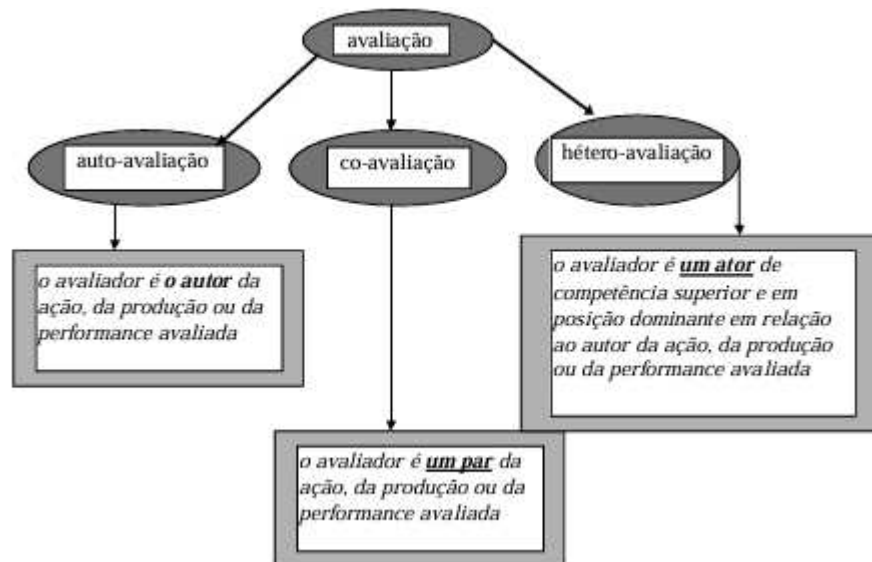 avaliação
auto-avaliação
co-avaliação
hétero-avaliação
o avaliador é o autor da
ação, da produção ou da
performance avaliada
o avaliador é um ator de
competência superior e em
posição dominante em relação
ao autor da ação, da produção
ou da performance avaliada
o avaliador é um par da
ação, da produção ou da
performance avaliada